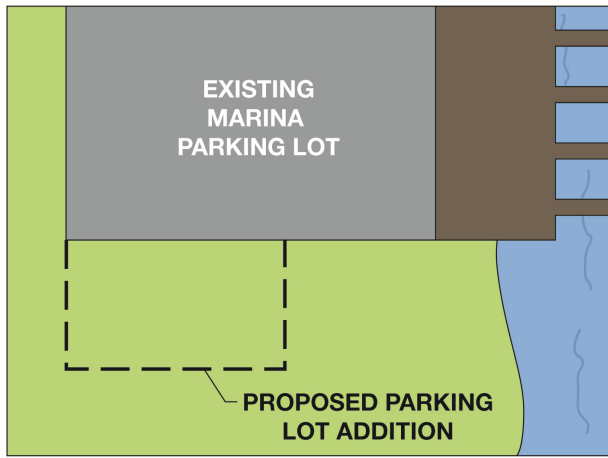 EXISTING
MARINA
PARKING LOT
PROPOSED PARKING
LOT ADDITION